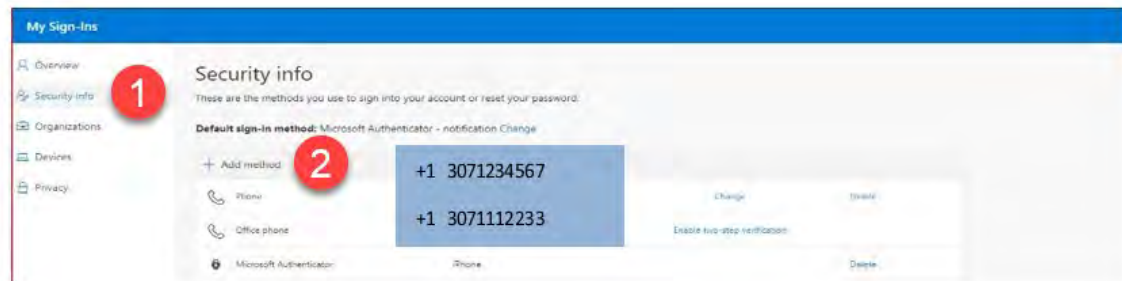 My Sign-Ins
Overview
Security info
Organizations
Devices
Privacy
1
Security info
These are the methods you use to sign into your account or reset your password.
Default sign-in method: Microsoft Authenticator - notification Change
+ Add method
2
Phone +1 3071234567 Change Delete
Office phone +1 3071112233 Enable two-step verification
Microsoft Authenticator iPhone Delete